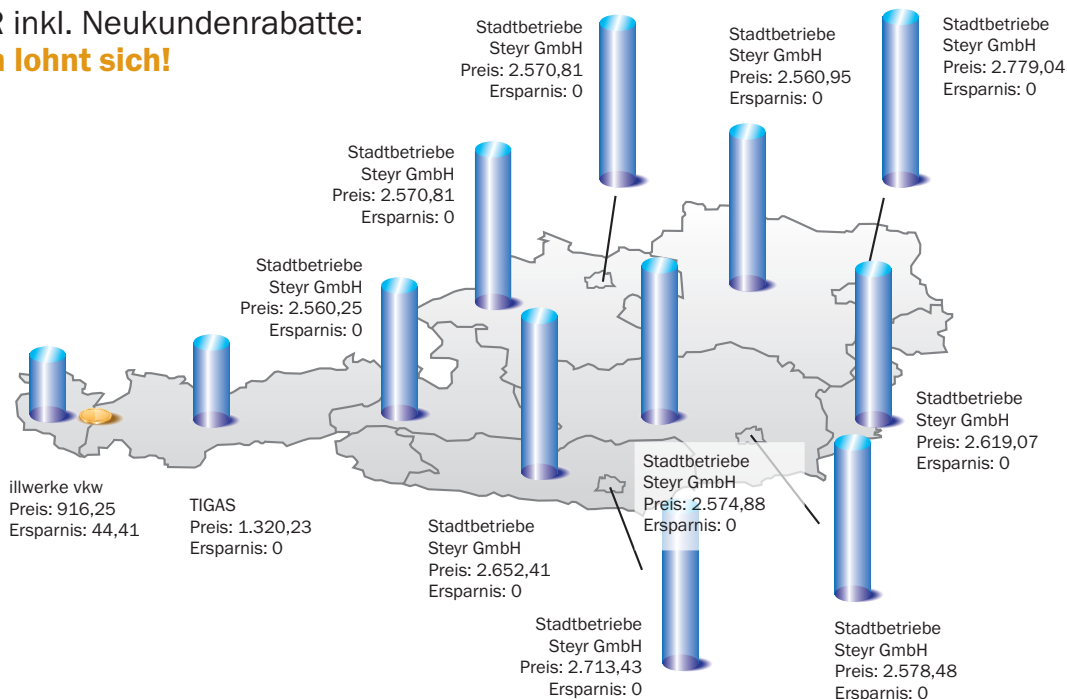 R inkl. Neukundenrabatte:
lohnt sich!
Stadtbetriebe
Steyr GmbH
Preis: 2.570,81
Ersparnis: 0
Stadtbetriebe
Steyr GmbH
Preis: 2.560,95
Ersparnis: 0
Stadtbetriebe
Steyr GmbH
Preis: 2.779,04
Ersparnis: 0
Stadtbetriebe
Steyr GmbH
Preis: 2.570,81
Ersparnis: 0
Stadtbetriebe
Steyr GmbH
Preis: 2.560,25
Ersparnis: 0
Stadtbetriebe
Steyr GmbH
Preis: 2.619,07
Ersparnis: 0
Stadtbetriebe
Steyr GmbH
Preis: 2.574,88
Ersparnis: 0
illwerke vkw
Preis: 916,25
Ersparnis: 44,41
TIGAS
Preis: 1.320,23
Ersparnis: 0
Stadtbetriebe
Steyr GmbH
Preis: 2.652,41
Ersparnis: 0
Stadtbetriebe
Steyr GmbH
Preis: 2.713,43
Ersparnis: 0
Stadtbetriebe
Steyr GmbH
Preis: 2.578,48
Ersparnis: 0